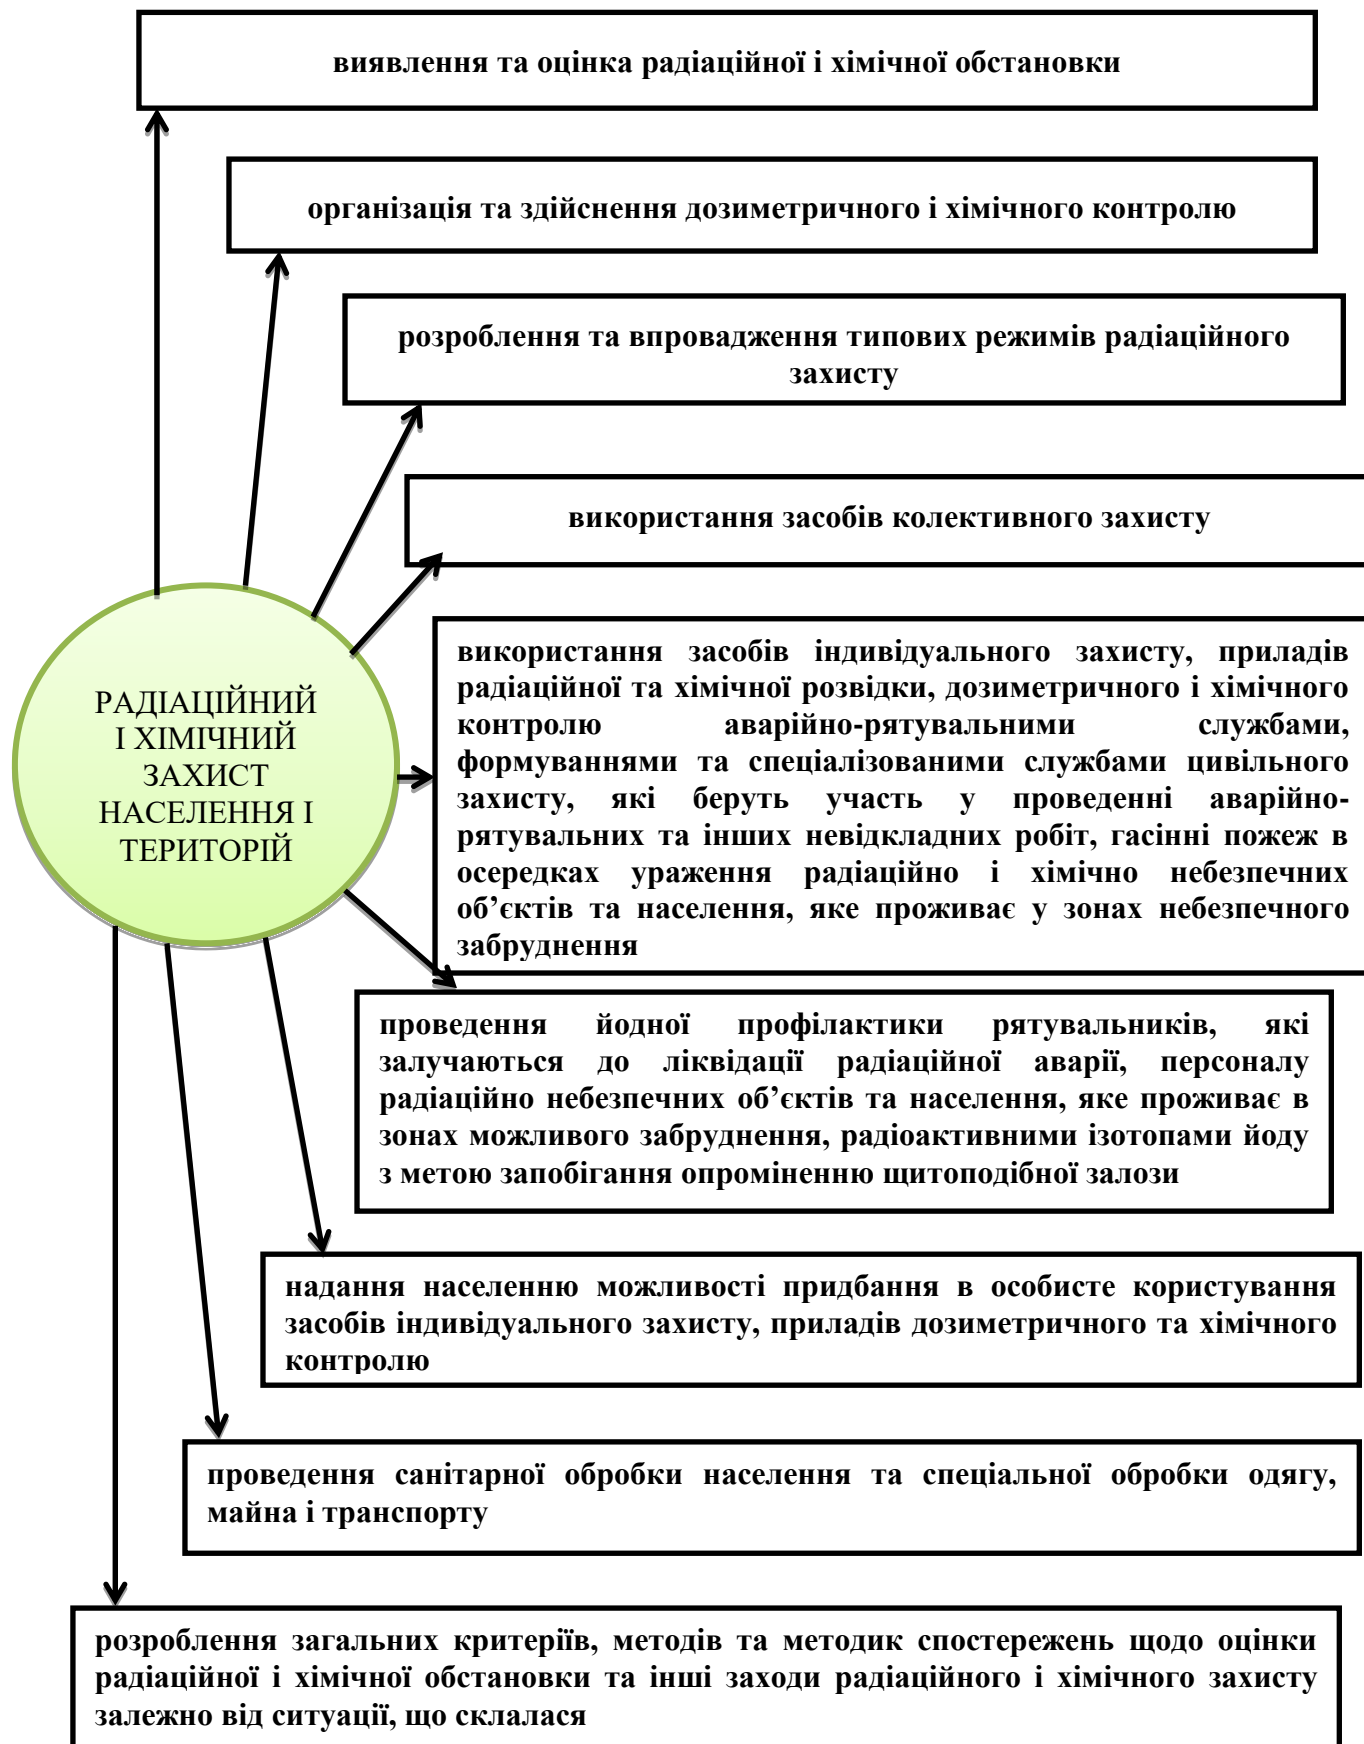 виявлення та оцінка радіаційної і хімічної обстановки
організація та здійснення дозиметричного і хімічного контролю
розроблення та впровадження типових режимів радіаційного
захисту
використання засобів колективного захисту
використання засобів індивідуального захисту, приладів
радіаційної та хімічної розвідки, дозиметричного і хімічного
контролю аварійно-рятувальними службами,
формуваннями та спеціалізованими службами цивільного
захисту, які беруть участь у проведенні аварійно-
рятувальних та інших невідкладних робіт, гасінні пожеж в
осередках ураження радіаційно і хімічно небезпечних
об’єктів та населення, яке проживає у зонах небезпечного
забруднення
РАДІАЦІЙНИЙ
І ХІМІЧНИЙ
ЗАХИСТ
НАСЕЛЕННЯ І
ТЕРИТОРІЙ
проведення йодної профілактики рятувальників, які
залучаються до ліквідації радіаційної аварії, персоналу
радіаційно небезпечних об’єктів та населення, яке проживає в
зонах можливого забруднення, радіоактивними ізотопами йоду
з метою запобігання опроміненню щитоподібної залози
надання населенню можливості придбання в особисте користування
засобів індивідуального захисту, приладів дозиметричного та хімічного
контролю
проведення санітарної обробки населення та спеціальної обробки одягу,
майна і транспорту
розроблення загальних критеріїв, методів та методик спостережень щодо оцінки
радіаційної і хімічної обстановки та інші заходи радіаційного і хімічного захисту
залежно від ситуації, що склалася